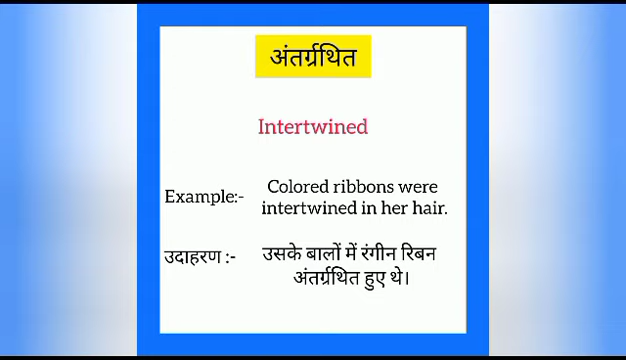 अंतर्ग्रथित
Intertwined
Example:- Colored ribbons were
intertwined in her hair.
उदाहरण :- उसके बालों में रंगीन रिबन
अंतर्ग्रथित हुए थे।